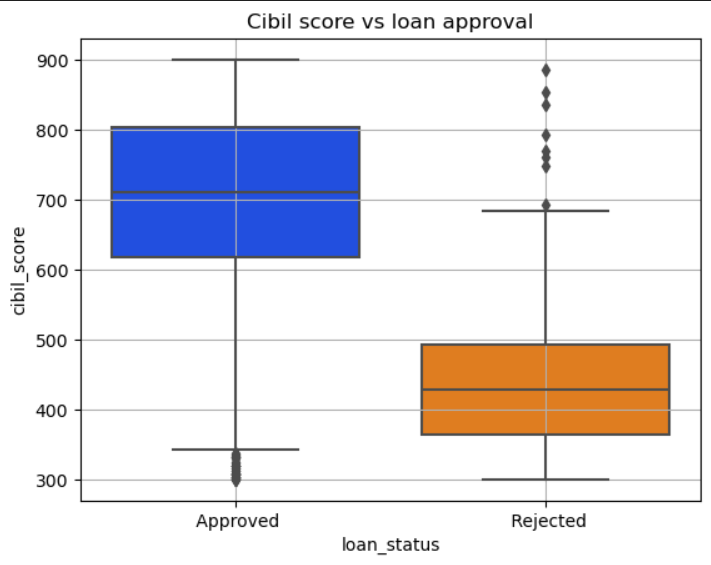 Cibil score vs loan approval
900
800
700
600
500
400
300
cibil_score
Approved
Rejected
loan_status